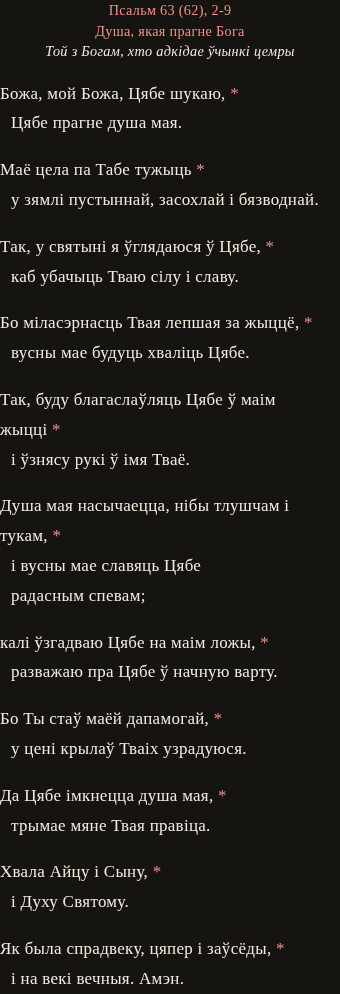 Псальм 63 (62), 2-9
Душа, якая прагне Бога
Той з Богам, хто адкідае ўчынкі цемры
Божа, мой Божа, Цябе шукаю, *
Цябе прагне душа мая.
Маё цела па Табе тужыць *
у зямлі пустыннай, засохлай і бязводнай.
Так, у святыні я ўглядаюся ў Цябе, *
каб убачыць Тваю сілу і славу.
Бо міласэрнасць Твая лепшая за жыццё, *
вусны мае будуць хваліць Цябе.
Так, буду благаслаўляць Цябе ў маім
жыцці *
і ўзнясу рукі ў імя Тваё.
Душа мая насычаецца, нібы тлушчам і
тукам, *
і вусны мае славяць Цябе
радасным спевам;
калі ўзгадваю Цябе на маім ложы, *
разважаю пра Цябе ў начную варту.
Бо Ты стаў маёй дапамогай, *
у цені крылаў Тваіх узрадуюся.
Да Цябе імкнецца душа мая, *
трымае мяне Твая правіца.
Хвала Айцу і Сыну, *
і Духу Святому.
Як была спрадвеку, цяпер і заўсёды, *
і на векі вечныя. Амэн.